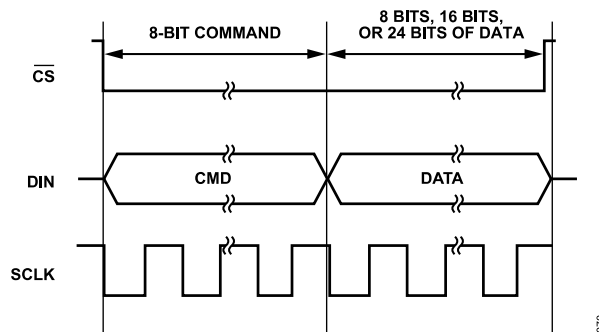 8-BIT COMMAND
8 BITS, 16 BITS,
OR 24 BITS OF DATA
CS
DIN
CMD
DATA
SCLK